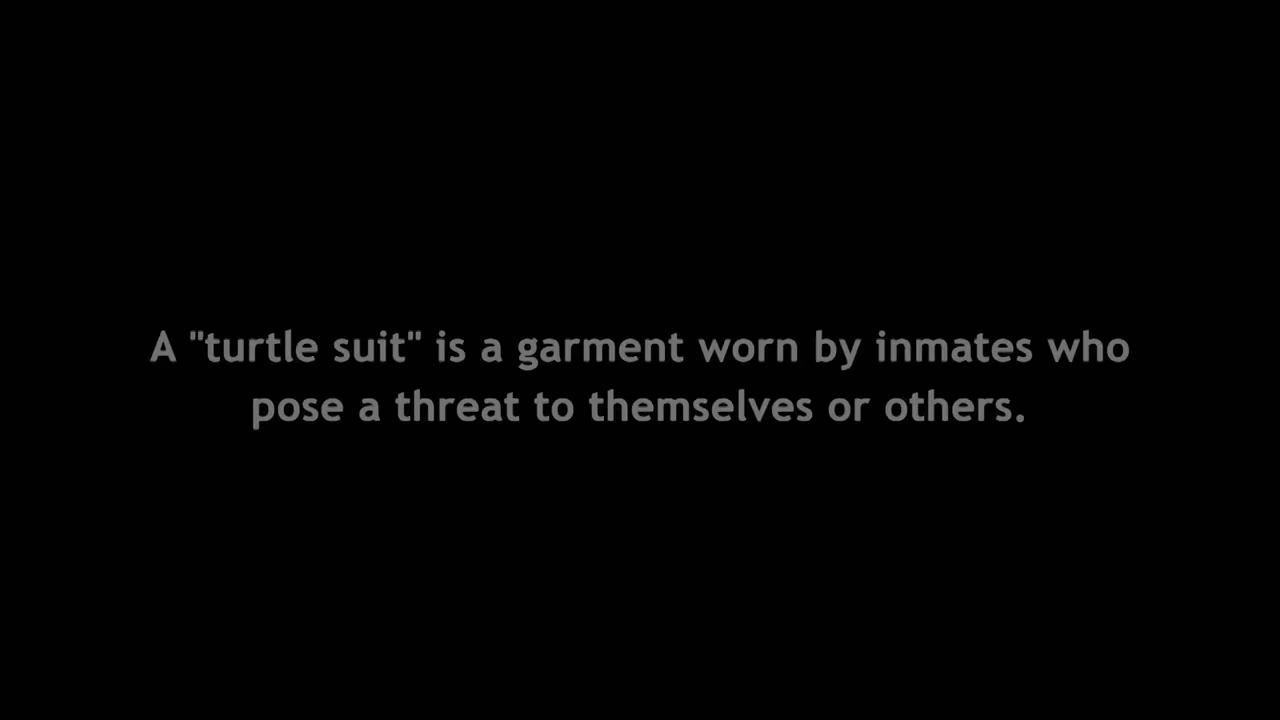 A "turtle suit" is a garment worn by inmates who
pose a threat to themselves or others.